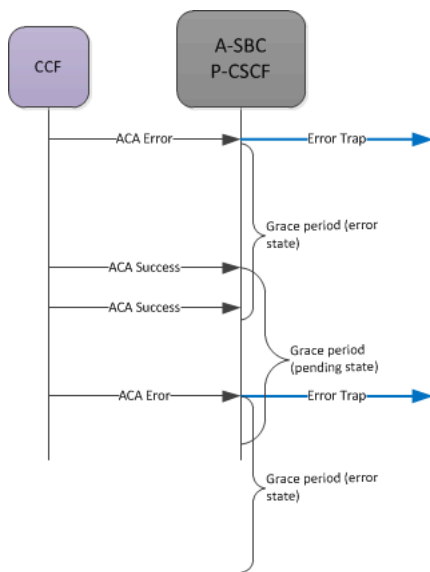 CCF
A-SBC
P-CSCF
ACA Error
Error Trap
Grace period (error
state)
ACA Success
ACA Success
Grace period
(pending state)
ACA Eror
Error Trap
Grace period (error
state)